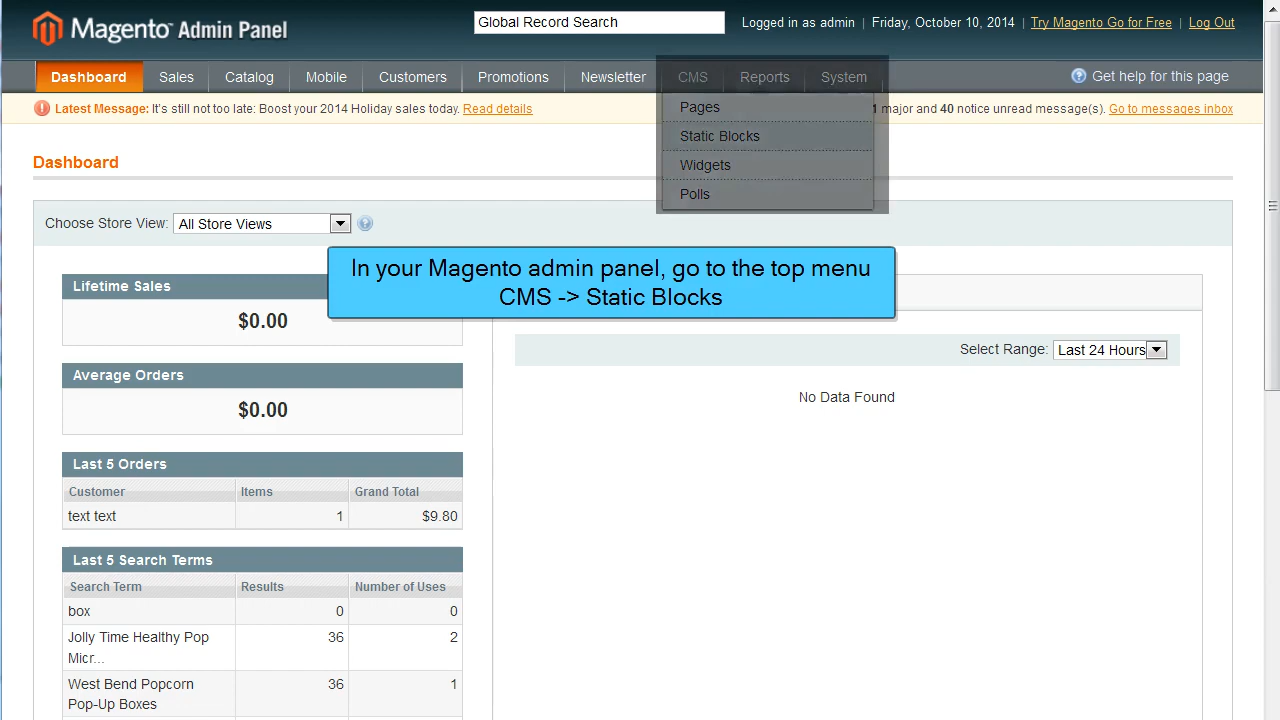 Magento™ Admin Panel
Global Record Search
Logged in as admin | Friday, October 10, 2014 | Try Magento Go for Free | Log Out
Dashboard Sales Catalog Mobile Customers Promotions Newsletter CMS Reports System
Get help for this page
Latest Message: It's still not too late: Boost your 2014 Holiday sales today. Read details
1 major and 40 notice unread message(s). Go to messages inbox
Pages
Static Blocks
Widgets
Polls
Dashboard
Choose Store View: All Store Views
In your Magento admin panel, go to the top menu
CMS -> Static Blocks
Lifetime Sales
$0.00
Average Orders
$0.00
Last 5 Orders
Customer Items Grand Total
text text 1 $9.80
Last 5 Search Terms
Search Term Results Number of Uses
box 0 0
Jolly Time Healthy Pop 36 2
Micr...
West Bend Popcorn 36 1
Pop-Up Boxes
Select Range: Last 24 Hours
No Data Found